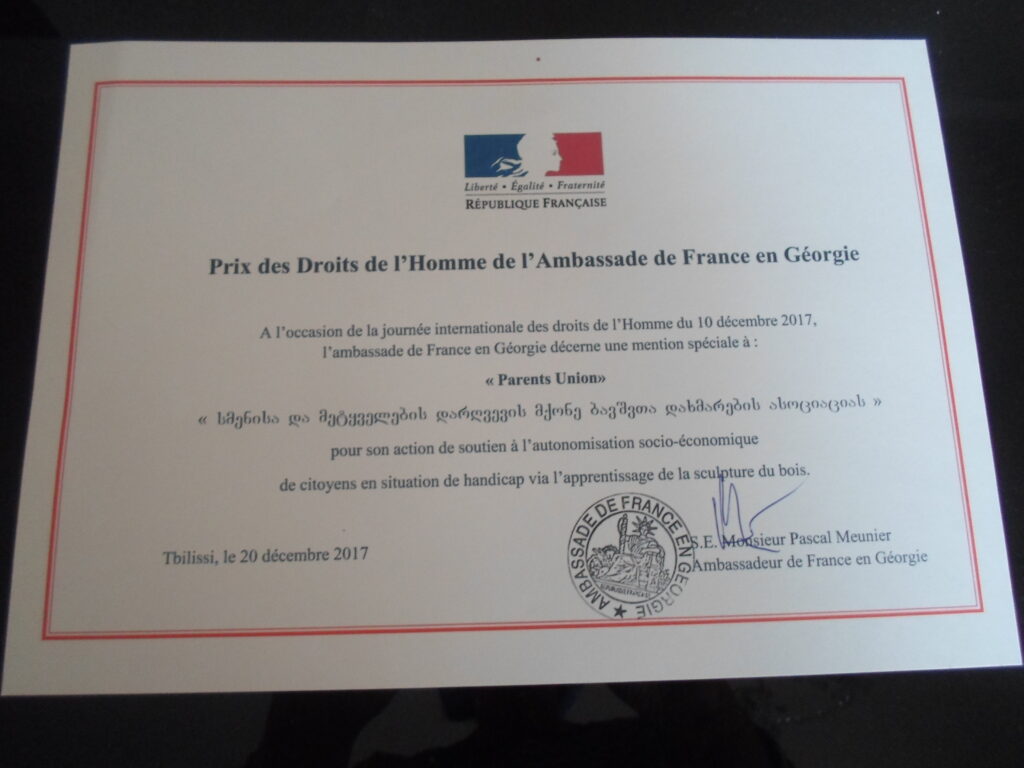 Liberté • Égalité • Fraternité
RÉPUBLIQUE FRANÇAISE
Prix des Droits de l’Homme de l’Ambassade de France en Géorgie
A l’occasion de la journée internationale des droits de l’Homme du 10 décembre 2017,
l’ambassade de France en Géorgie décerne une mention spéciale à :
« Parents Union»
« სმენისა და მეტყველების დარღვევის მქონე ბავშვთა დახმარების ასოციაციას »
pour son action de soutien à l’autonomisation socio-économique
de citoyens en situation de handicap via l’apprentissage de la sculpture du bois.
AMBASSADE DE FRANCE EN GEORGIE ★
S.E. Monsieur Pascal Meunier
Tbilissi, le 20 décembre 2017
Ambassadeur de France en Géorgie